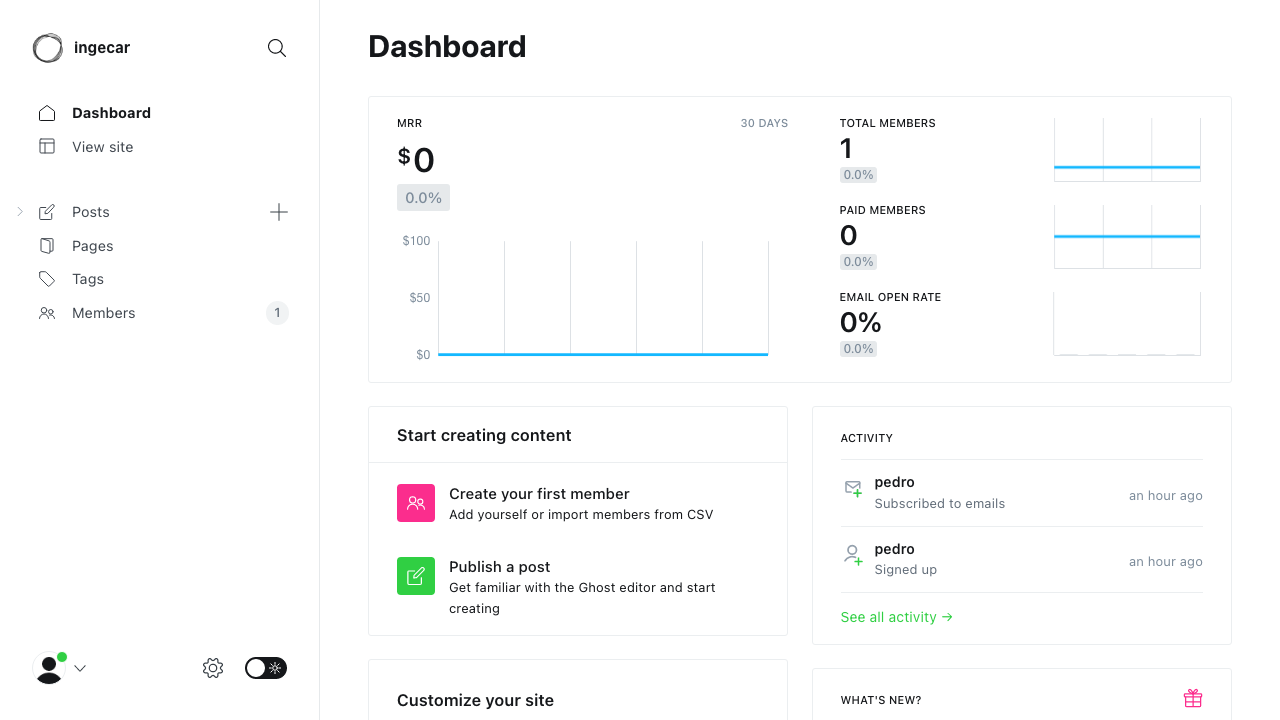 ingecar
Dashboard
View site
Posts
Pages
Tags
Members
1
Dashboard
MRR
30 DAYS
$0
0.0%
$100
$50
$0
TOTAL MEMBERS
1
0.0%
PAID MEMBERS
0
0.0%
EMAIL OPEN RATE
0%
0.0%
Start creating content
Create your first member
Add yourself or import members from CSV
Publish a post
Get familiar with the Ghost editor and start
creating
Customize your site
ACTIVITY
pedro
Subscribed to emails
an hour ago
pedro
Signed up
an hour ago
See all activity →
WHAT'S NEW?